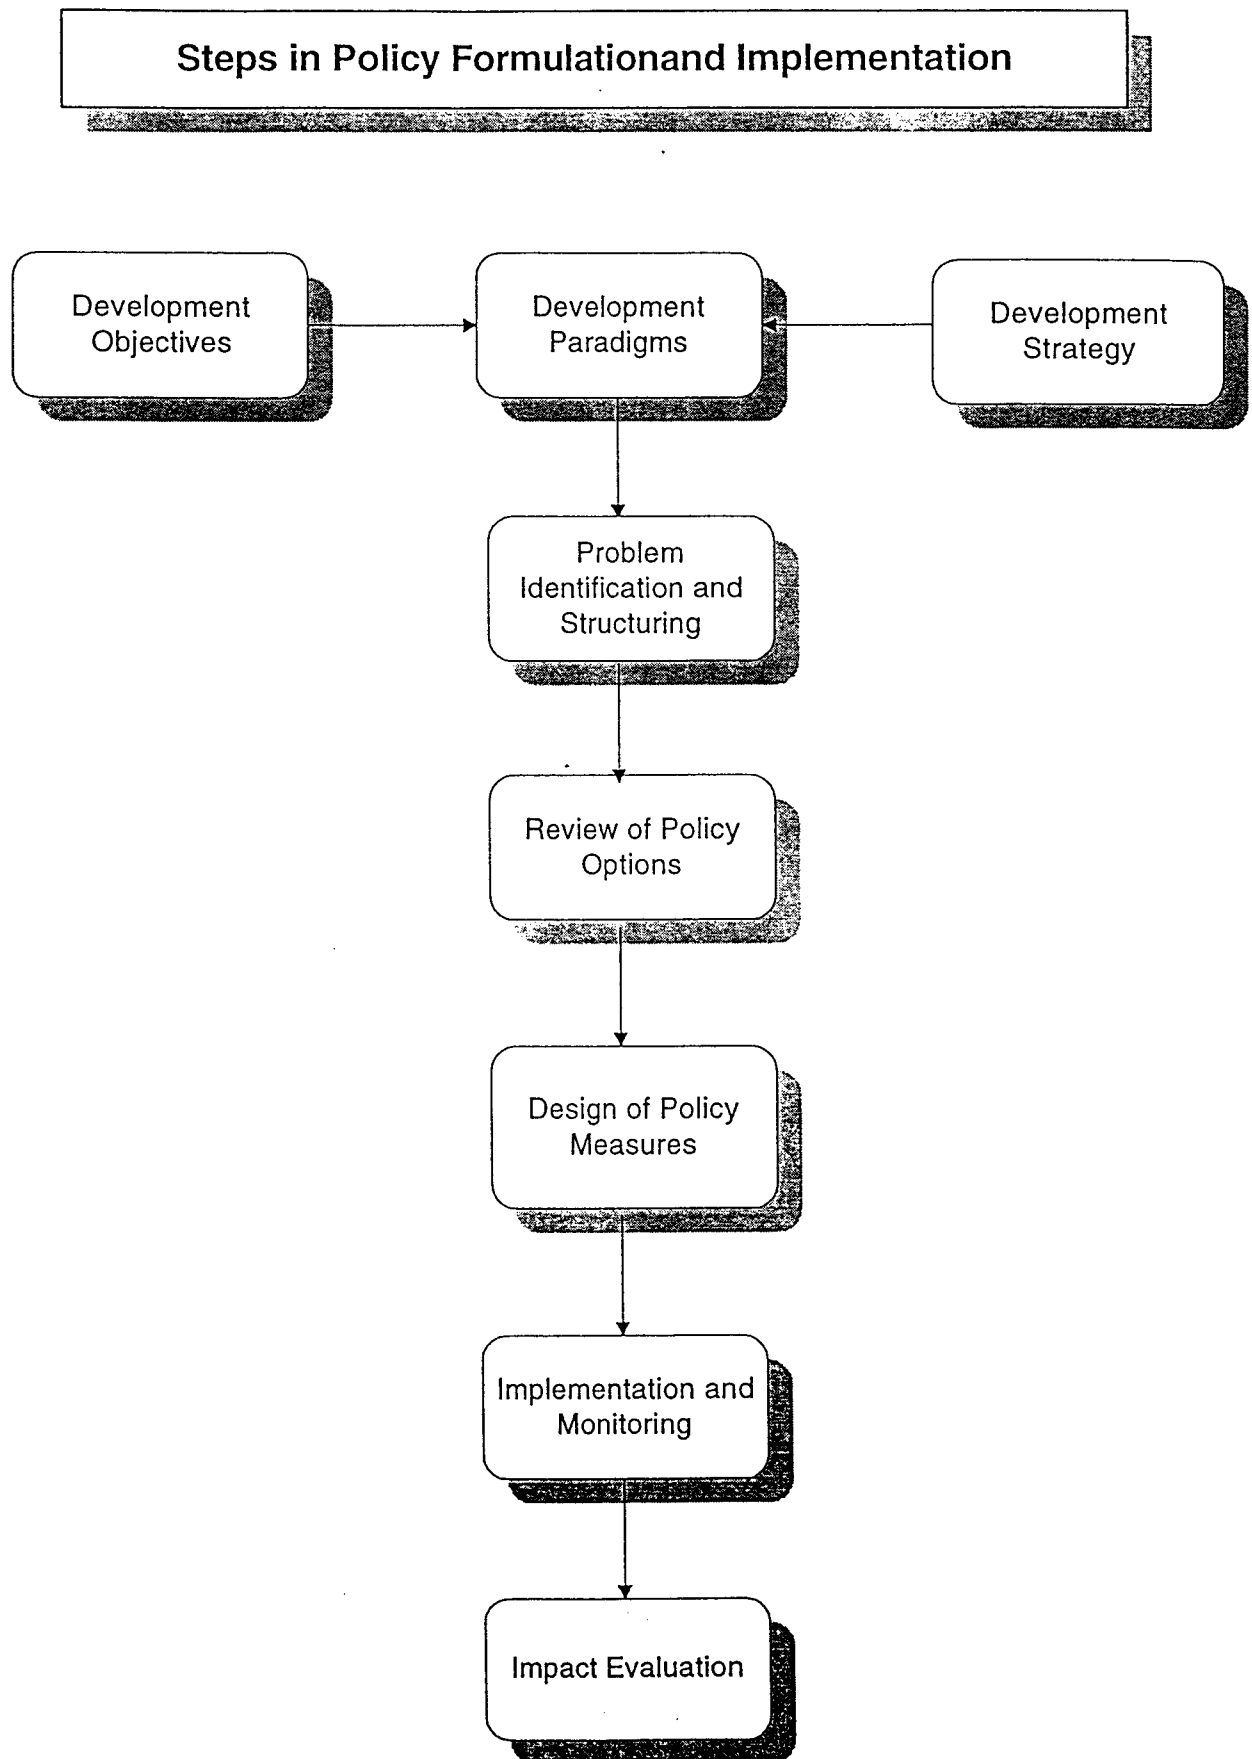 Steps in Policy Formulationand Implementation
Development
Objectives
Development
Paradigms
Development
Strategy
Problem
Identification and
Structuring
Review of Policy
Options
Design of Policy
Measures
Implementation and
Monitoring
Impact Evaluation